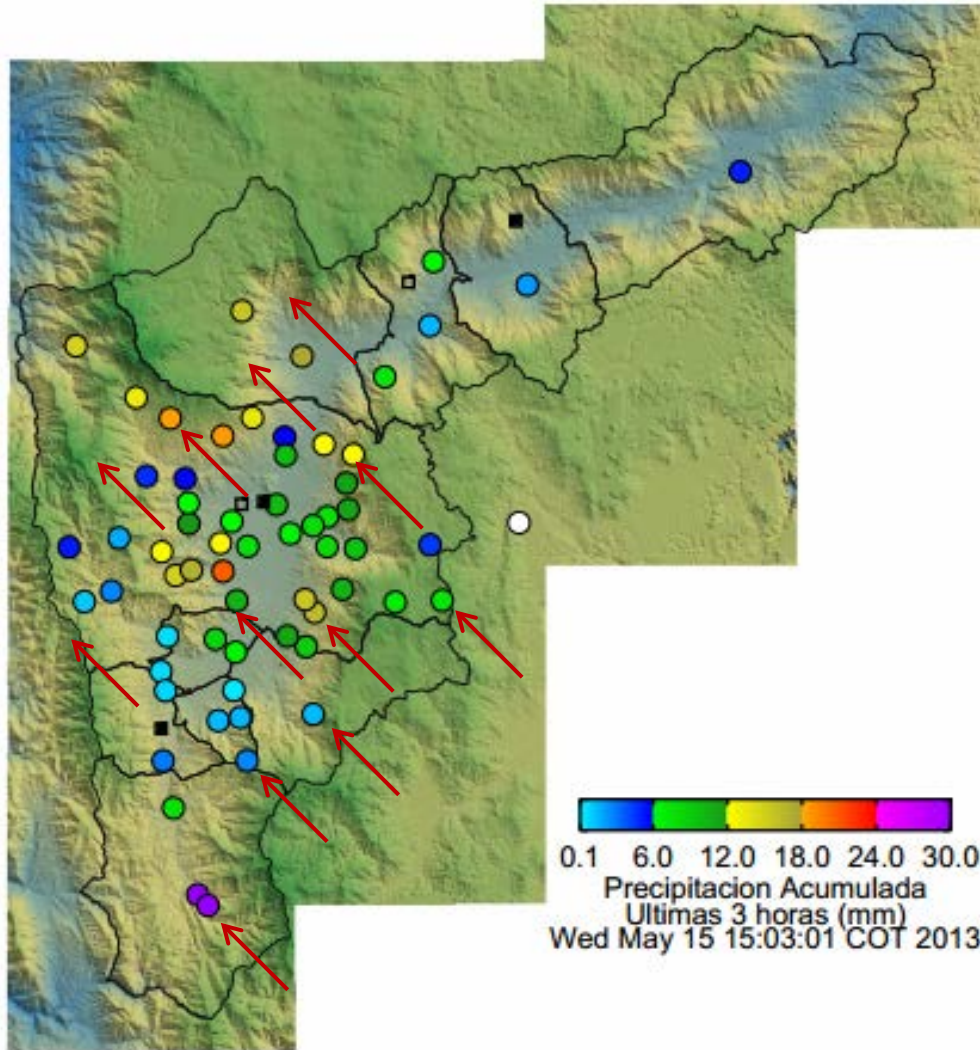 0.1 6.0 12.0 18.0 24.0 30.0
Precipitacion Acumulada
Ultimas 3 horas (mm)
Wed May 15 15:03:01 COT 2013